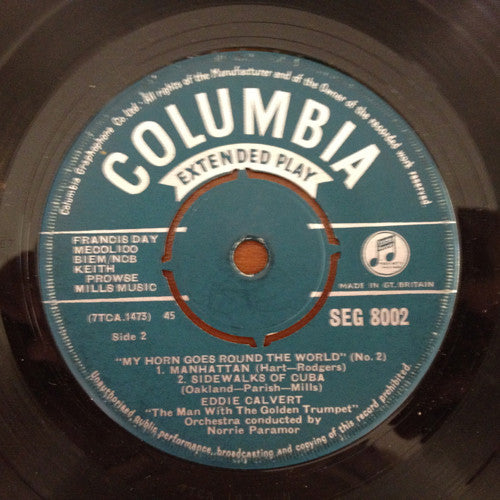 Columbia Graphophone Co. Ltd. All rights of the Manufacturer and of the Owner of the recorded work reserved.
COLUMBIA
EXTENDED PLAY
FRANCIS DAY
MECOL 100
BIEM/NCB
KEITH
PROWSE
MILLS MUSIC
MADE IN GT. BRITAIN
(7TCA.1473) 45
SEG 8002
Side 2
"MY HORN GOES ROUND THE WORLD" (No. 2)
1. MANHATTAN (Hart—Rodgers)
2. SIDEWALKS OF CUBA
(Oakland—Parish—Mills)
EDDIE CALVERT
"The Man With The Golden Trumpet"
Orchestra conducted by
Norrie Paramor
Unauthorised public performance, broadcasting and copying of this record prohibited.